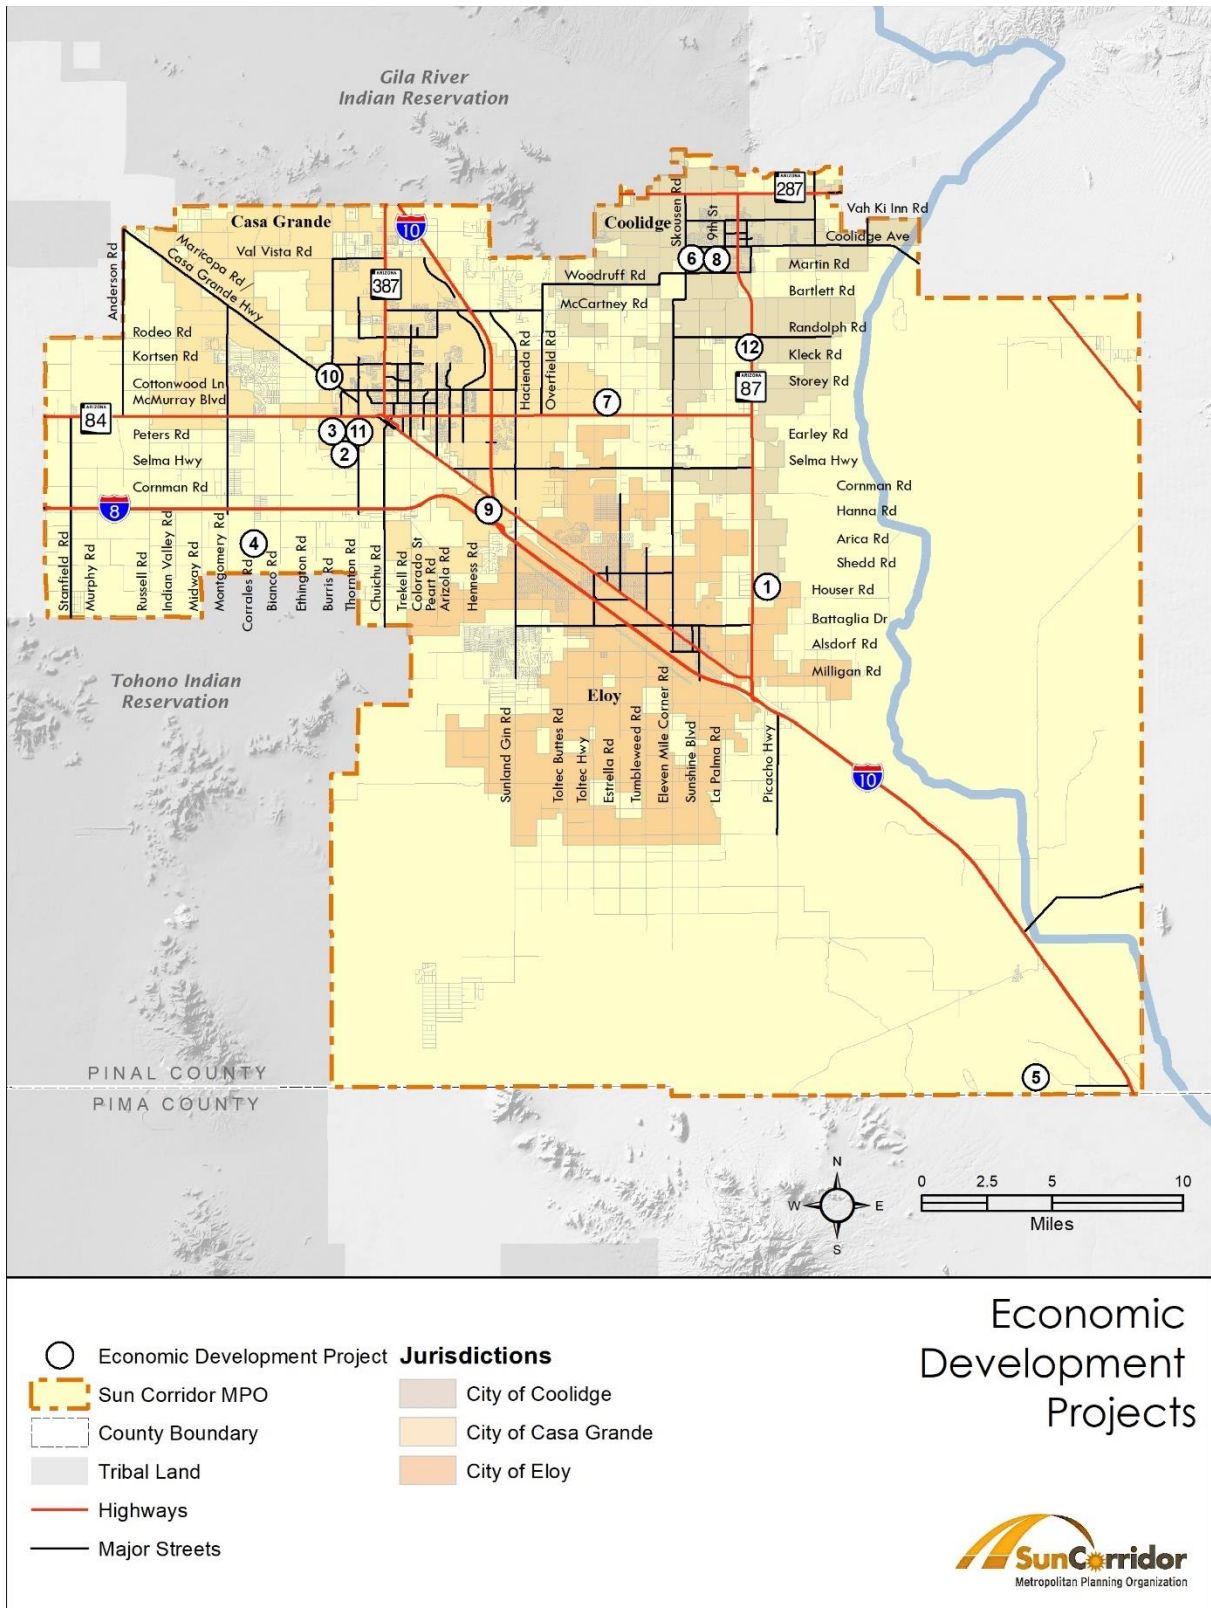 Gila River
Indian Reservation
ARIZONA
287
Casa Grande
Coolidge
Skousen Rd
9th St
Vah Ki Inn Rd
Coolidge Ave
10
Val Vista Rd
Maricopa Rd /
Casa Grande Hwy
Anderson Rd
6
8
Martin Rd
Woodruff Rd
ARIZONA
387
Bartlett Rd
McCartney Rd
Randolph Rd
Rodeo Rd
Hacienda Rd
Overfield Rd
12
Kleck Rd
Kortsen Rd
10
Storey Rd
Cottonwood Ln
McMurray Blvd
ARIZONA
87
7
ARIZONA
84
Peters Rd
3
11
Earley Rd
2
Selma Hwy
Selma Hwy
Cornman Rd
Cornman Rd
8
9
Hanna Rd
4
Arica Rd
Shedd Rd
Stanfield Rd
Murphy Rd
Russell Rd
Indian Valley Rd
Midway Rd
Montgomery Rd
Corrales Rd
Bianco Rd
Ethington Rd
Burris Rd
Thornton Rd
Chuichu Rd
Trekell Rd
Colorado St
Peart Rd
Arizola Rd
Henness Rd
1
Houser Rd
Battaglia Dr
Alsdorf Rd
Milligan Rd
Tohono Indian
Reservation
Eloy
Sunland Gin Rd
Toltec Buttes Rd
Toltec Hwy
Estrella Rd
Tumbleweed Rd
Eleven Mile Corner Rd
Sunshine Blvd
La Palma Rd
Picacho Hwy
10
5
PINAL COUNTY
PIMA COUNTY
N
W
E
S
0 2.5 5 10
Miles
Economic
Development
Projects
Economic Development Project
Sun Corridor MPO
County Boundary
Tribal Land
Highways
Major Streets
Jurisdictions
City of Coolidge
City of Casa Grande
City of Eloy
SunCorridor
Metropolitan Planning Organization